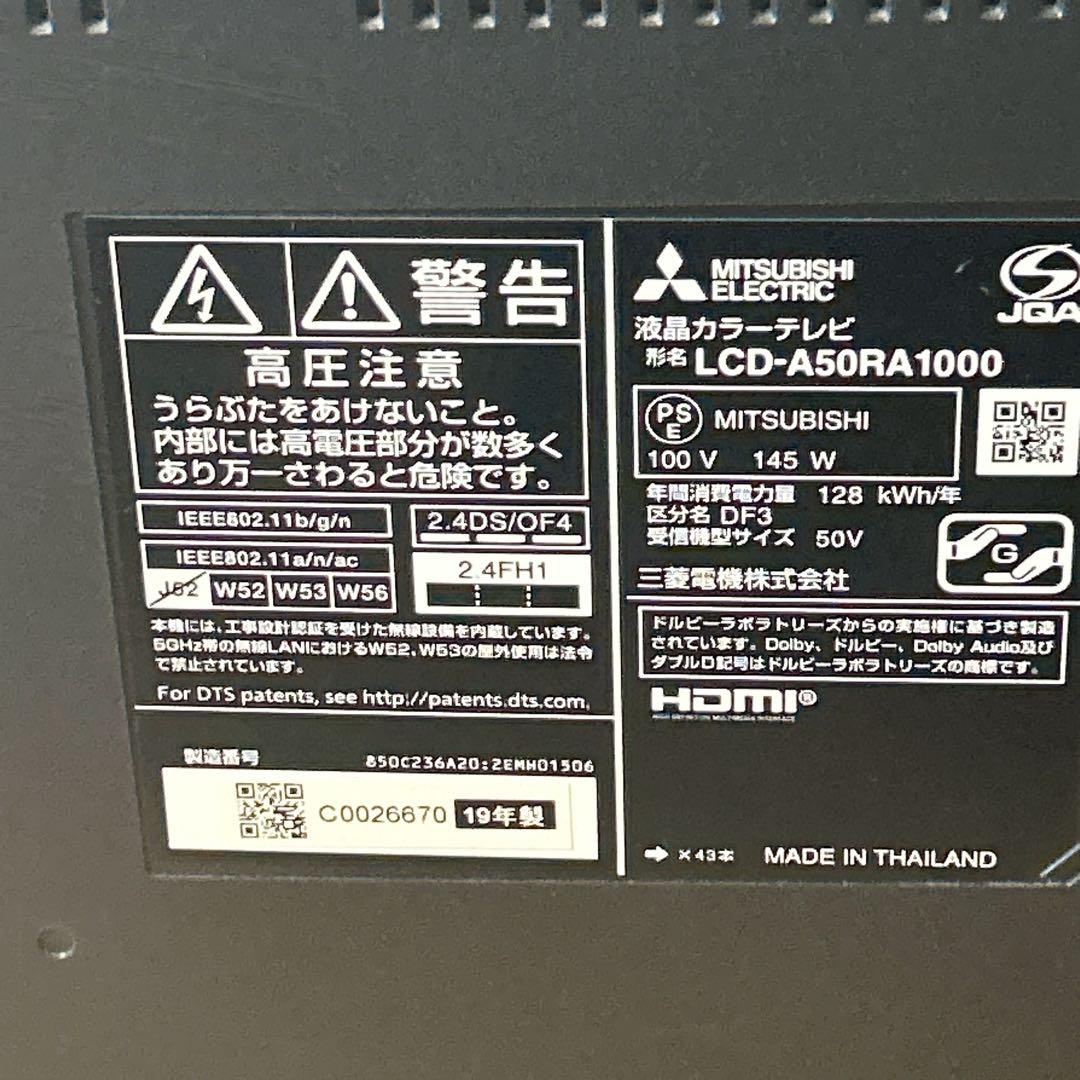 警告
高圧注意
うらぶたをあけないこと。
内部には高電圧部分が数多く
あり万一さわると危険です。
IEEE802.11b/g/n
2.4DS/OF4
IEEE802.11a/n/ac
J52 W52 W53 W56
2.4FH1
本機には、工事設計認証を受けた無線設備を内蔵しています。
5GHz帯の無線LANにおけるW52、W53の屋外使用は法令
で禁止されています。
For DTS patents, see http://patents.dts.com.
製造番号
850C236A20:2EMH01506
C0026670 19年製
MITSUBISHI
ELECTRIC
JQA
液晶カラーテレビ
形名 LCD-A50RA1000
PS
E
MITSUBISHI
100 V 145 W
年間消費電力量 128 kWh/年
区分名 DF3
受信機型サイズ 50V
G
三菱電機株式会社
ドルビーラボラトリーズからの実施権に基づき製造
されています。Dolby、ドルビー、Dolby Audio及び
ダブルD記号はドルビーラボラトリーズの商標です。
HDMI®
HIGH-DEFINITION MULTIMEDIA INTERFACE
➡ ×43本 MADE IN THAILAND